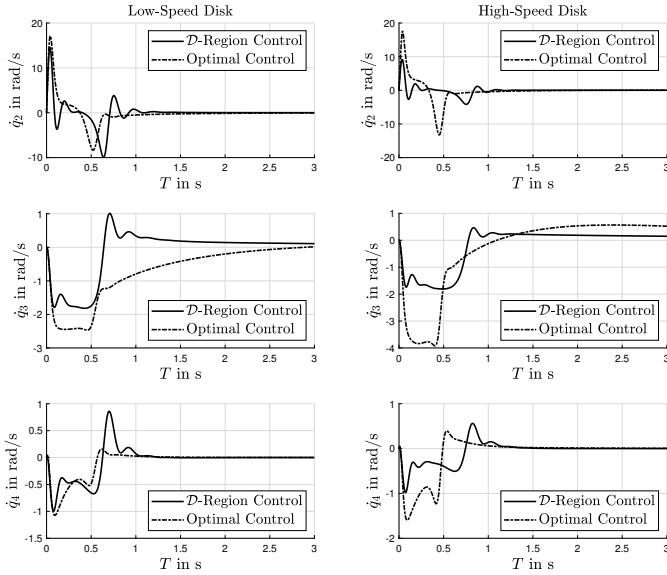 Low-Speed Disk
High-Speed Disk
20
10
0
-10
0
0.5
1
1.5
2
2.5
3
q̇₂ in rad/s
T in s
𝒟-Region Control
Optimal Control
20
10
0
-10
-20
0
0.5
1
1.5
2
2.5
3
q̇₂ in rad/s
T in s
𝒟-Region Control
Optimal Control
1
0
-1
-2
-3
0
0.5
1
1.5
2
2.5
3
q̇₃ in rad/s
T in s
𝒟-Region Control
Optimal Control
1
0
-1
-2
-3
-4
0
0.5
1
1.5
2
2.5
3
q̇₃ in rad/s
T in s
𝒟-Region Control
Optimal Control
1
0.5
0
-0.5
-1
-1.5
0
0.5
1
1.5
2
2.5
3
q̇₄ in rad/s
T in s
𝒟-Region Control
Optimal Control
1
0
-1
-2
0
0.5
1
1.5
2
2.5
3
q̇₄ in rad/s
T in s
𝒟-Region Control
Optimal Control